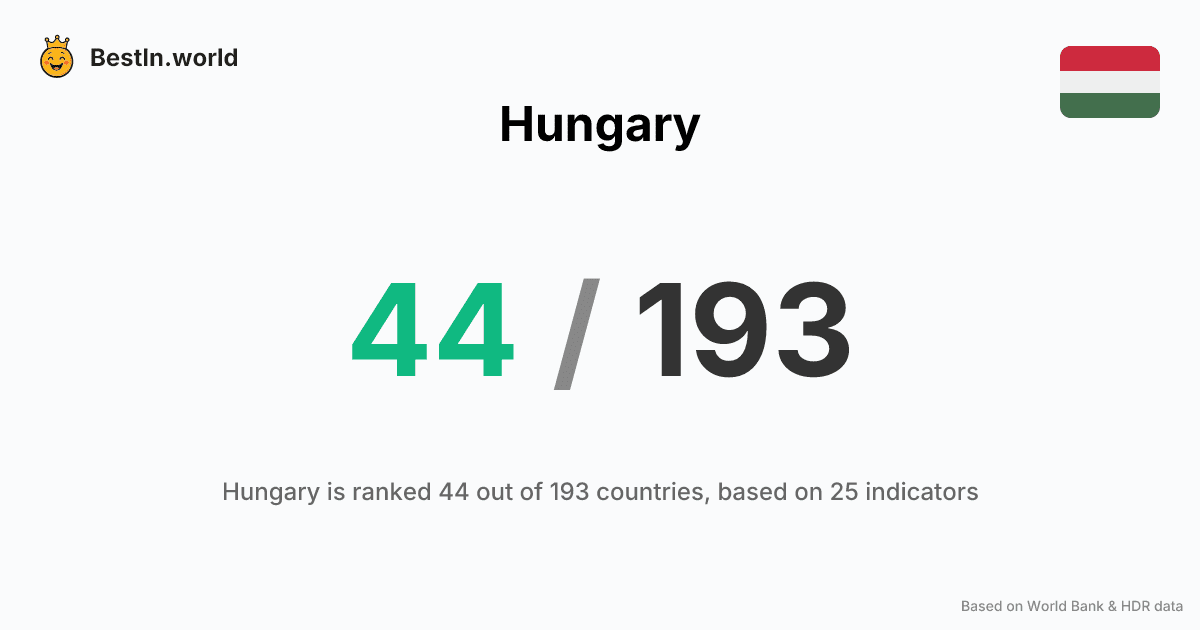 BestIn.world
Hungary
44 / 193
Hungary is ranked 44 out of 193 countries, based on 25 indicators
Based on World Bank & HDR data